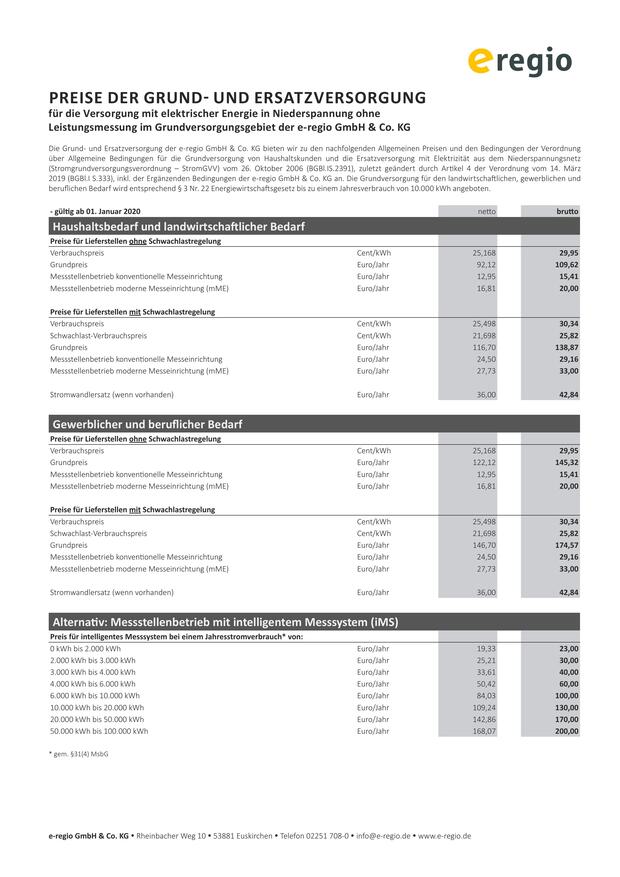 eregio
PREISE DER GRUND- UND ERSATZVERSORGUNG
für die Versorgung mit elektrischer Energie in Niederspannung ohne
Leistungsmessung im Grundversorgungsgebiet der e-regio GmbH & Co. KG
Die Grund- und Ersatzversorgung der e-regio GmbH & Co. KG bieten wir zu den nachfolgenden Allgemeinen Preisen und den Bedingungen der Verordnung
über Allgemeine Bedingungen für die Grundversorgung von Haushaltskunden und die Ersatzversorgung mit Elektrizität aus dem Niederspannungsnetz
(Stromgrundversorgungsverordnung – StromGVV) vom 26. Oktober 2006 (BGBl.IS.2391), zuletzt geändert durch Artikel 4 der Verordnung vom 14. März
2019 (BGBl.I S.333), inkl. der Ergänzenden Bedingungen der e-regio GmbH & Co. KG an. Die Grundversorgung für den landwirtschaftlichen, gewerblichen und
beruflichen Bedarf wird entsprechend § 3 Nr. 22 Energiewirtschaftsgesetz bis zu einem Jahresverbrauch von 10.000 kWh angeboten.
- gültig ab 01. Januar 2020 netto brutto
Haushaltsbedarf und landwirtschaftlicher Bedarf
Preise für Lieferstellen ohne Schwachlastregelung
Verbrauchspreis Cent/kWh 25,168 29,95
Grundpreis Euro/Jahr 92,12 109,62
Messstellenbetrieb konventionelle Messeinrichtung Euro/Jahr 12,95 15,41
Messstellenbetrieb moderne Messeinrichtung (mME) Euro/Jahr 16,81 20,00
Preise für Lieferstellen mit Schwachlastregelung
Verbrauchspreis Cent/kWh 25,498 30,34
Schwachlast-Verbrauchspreis Cent/kWh 21,698 25,82
Grundpreis Euro/Jahr 116,70 138,87
Messstellenbetrieb konventionelle Messeinrichtung Euro/Jahr 24,50 29,16
Messstellenbetrieb moderne Messeinrichtung (mME) Euro/Jahr 27,73 33,00
Stromwandlersatz (wenn vorhanden) Euro/Jahr 36,00 42,84
Gewerblicher und beruflicher Bedarf
Preise für Lieferstellen ohne Schwachlastregelung
Verbrauchspreis Cent/kWh 25,168 29,95
Grundpreis Euro/Jahr 122,12 145,32
Messstellenbetrieb konventionelle Messeinrichtung Euro/Jahr 12,95 15,41
Messstellenbetrieb moderne Messeinrichtung (mME) Euro/Jahr 16,81 20,00
Preise für Lieferstellen mit Schwachlastregelung
Verbrauchspreis Cent/kWh 25,498 30,34
Schwachlast-Verbrauchspreis Cent/kWh 21,698 25,82
Grundpreis Euro/Jahr 146,70 174,57
Messstellenbetrieb konventionelle Messeinrichtung Euro/Jahr 24,50 29,16
Messstellenbetrieb moderne Messeinrichtung (mME) Euro/Jahr 27,73 33,00
Stromwandlersatz (wenn vorhanden) Euro/Jahr 36,00 42,84
Alternativ: Messstellenbetrieb mit intelligentem Messsystem (iMS)
Preis für intelligentes Messsystem bei einem Jahresstromverbrauch* von:
0 kWh bis 2.000 kWh Euro/Jahr 19,33 23,00
2.000 kWh bis 3.000 kWh Euro/Jahr 25,21 30,00
3.000 kWh bis 4.000 kWh Euro/Jahr 33,61 40,00
4.000 kWh bis 6.000 kWh Euro/Jahr 50,42 60,00
6.000 kWh bis 10.000 kWh Euro/Jahr 84,03 100,00
10.000 kWh bis 20.000 kWh Euro/Jahr 109,24 130,00
20.000 kWh bis 50.000 kWh Euro/Jahr 142,86 170,00
50.000 kWh bis 100.000 kWh Euro/Jahr 168,07 200,00
* gem. §31(4) MsbG
e-regio GmbH & Co. KG • Rheinbacher Weg 10 • 53881 Euskirchen • Telefon 02251 708-0 • info@e-regio.de • www.e-regio.de